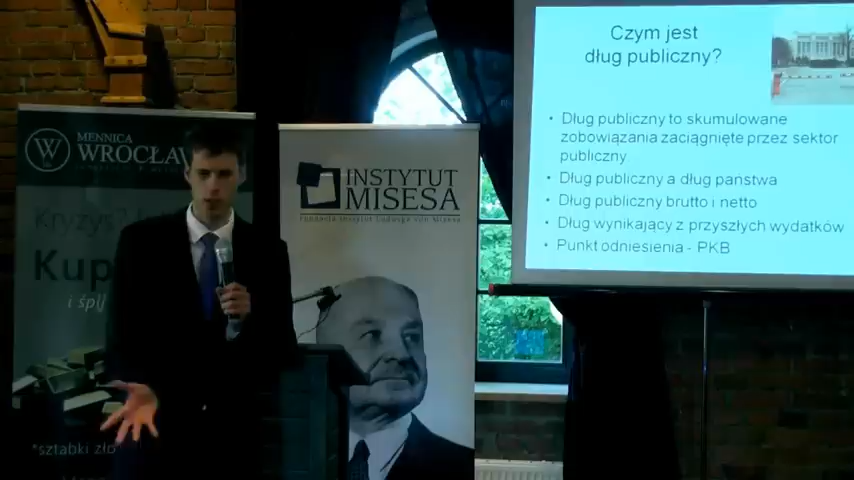 MENNICA
WROCŁAW
Kryzys?
Kup
i śpij
*sztabki zło
INSTYTUT
MISESA
Fundacja Instytut Ludwiga von Misesa
Czym jest
dług publiczny?
• Dług publiczny to skumulowane
zobowiązania zaciągnięte przez sektor
publiczny
• Dług publiczny a dług panstwa
• Dług publiczny brutto i netto
• Dług wynikający z przyszłych wydatków
• Punkt odniesienia - PKB